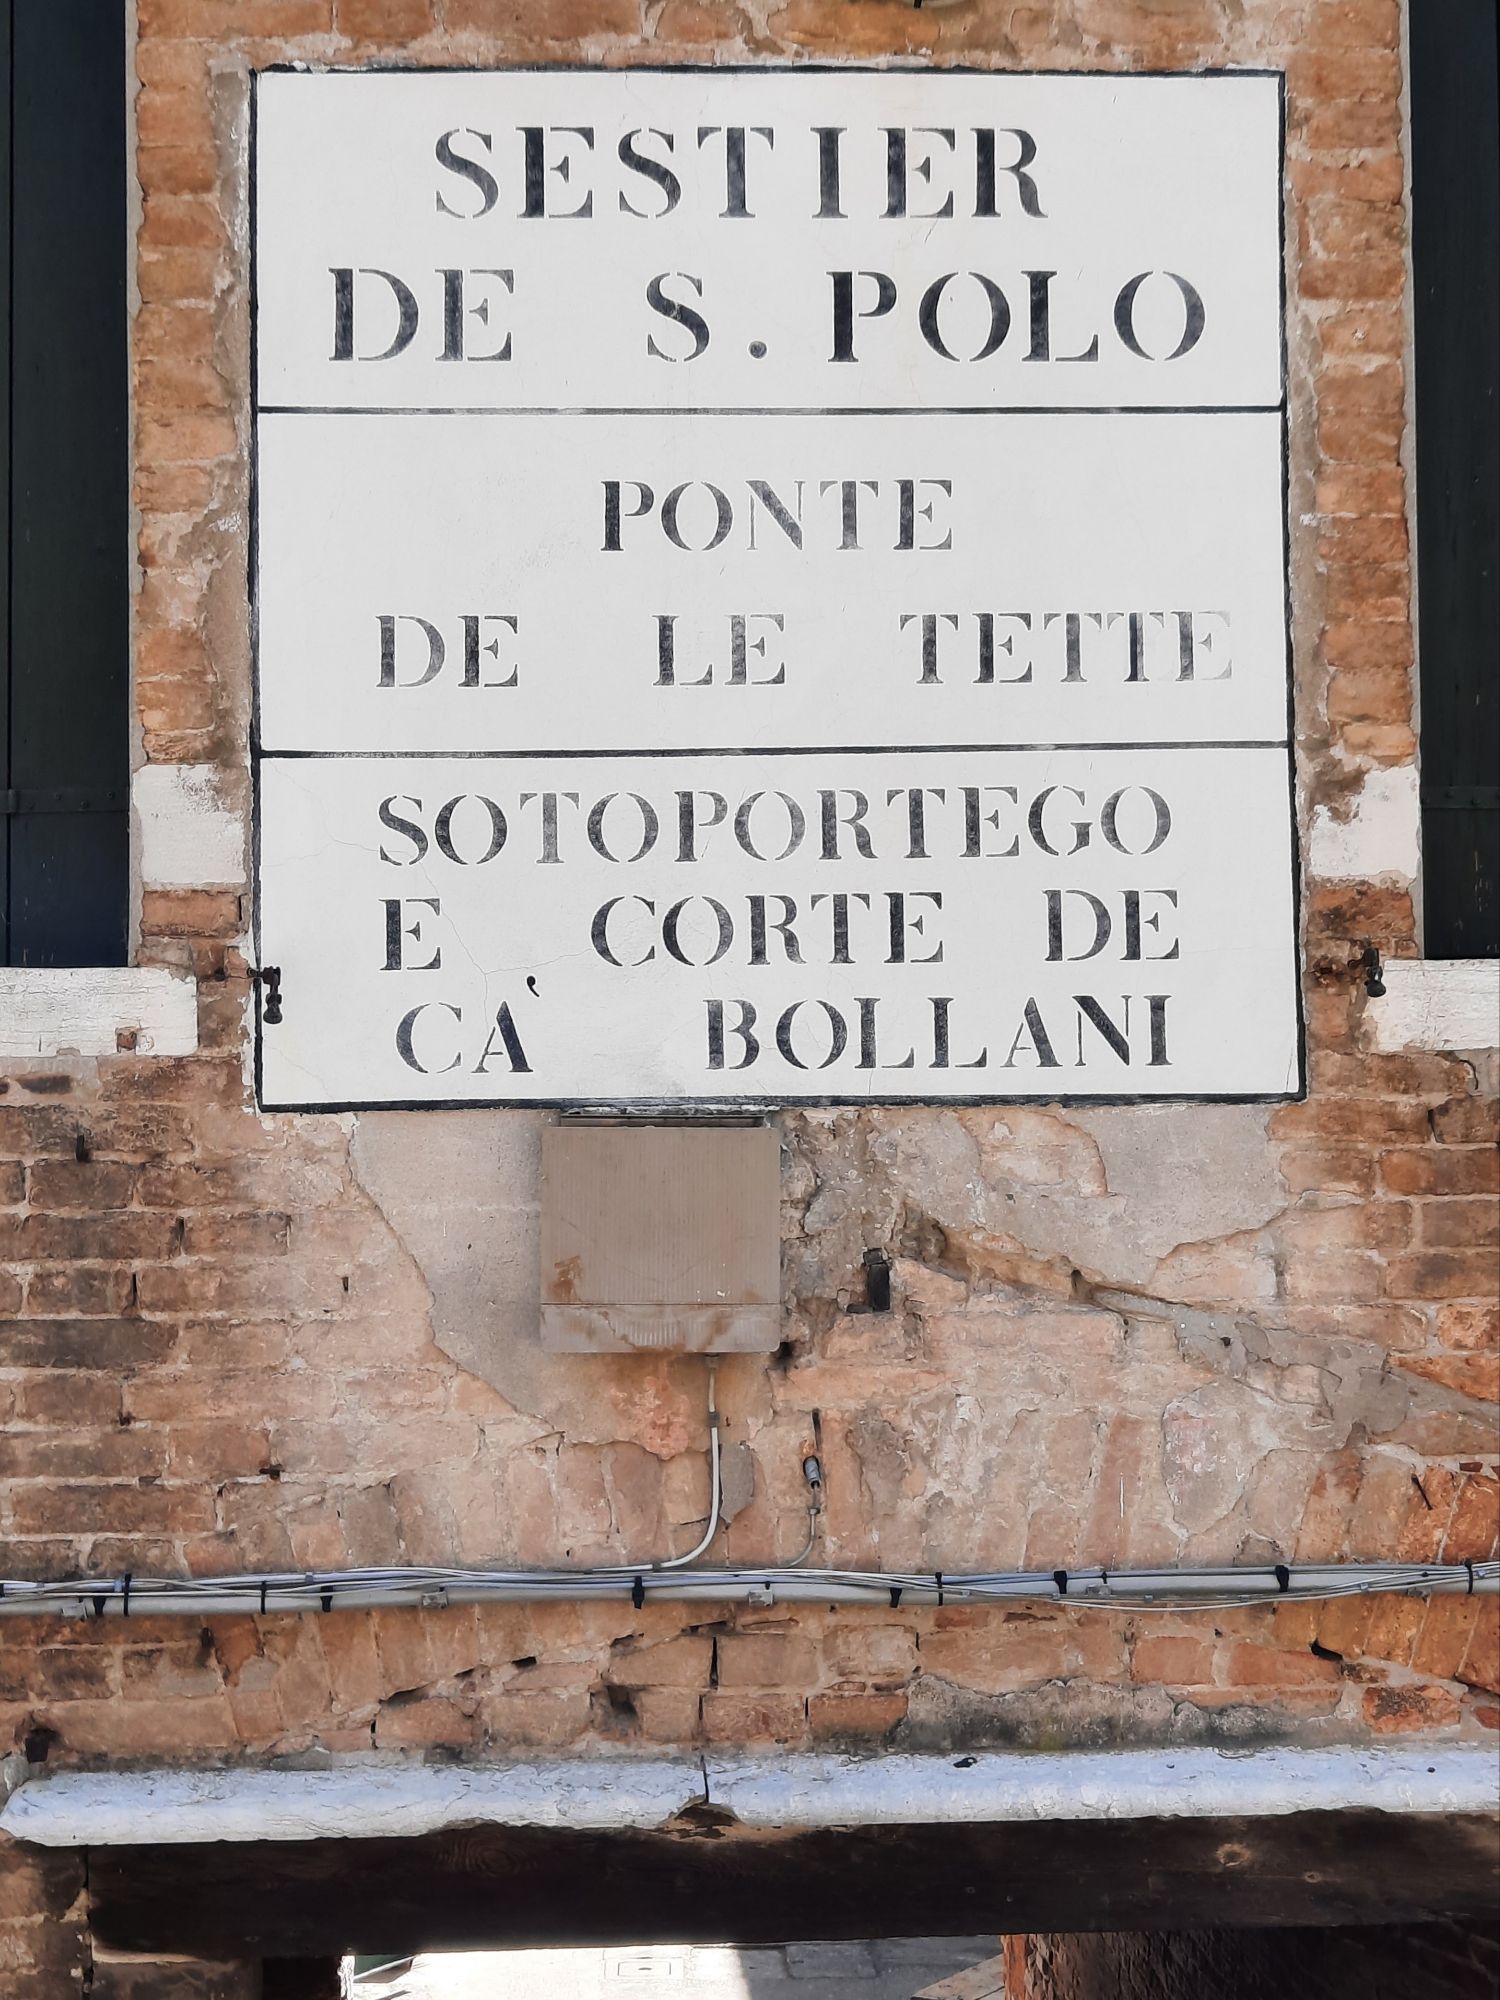 SESTIER
DE S. POLO
PONTE
DE LE TETTE
SOTOPORTEGO
E CORTE DE
CA' BOLLANI